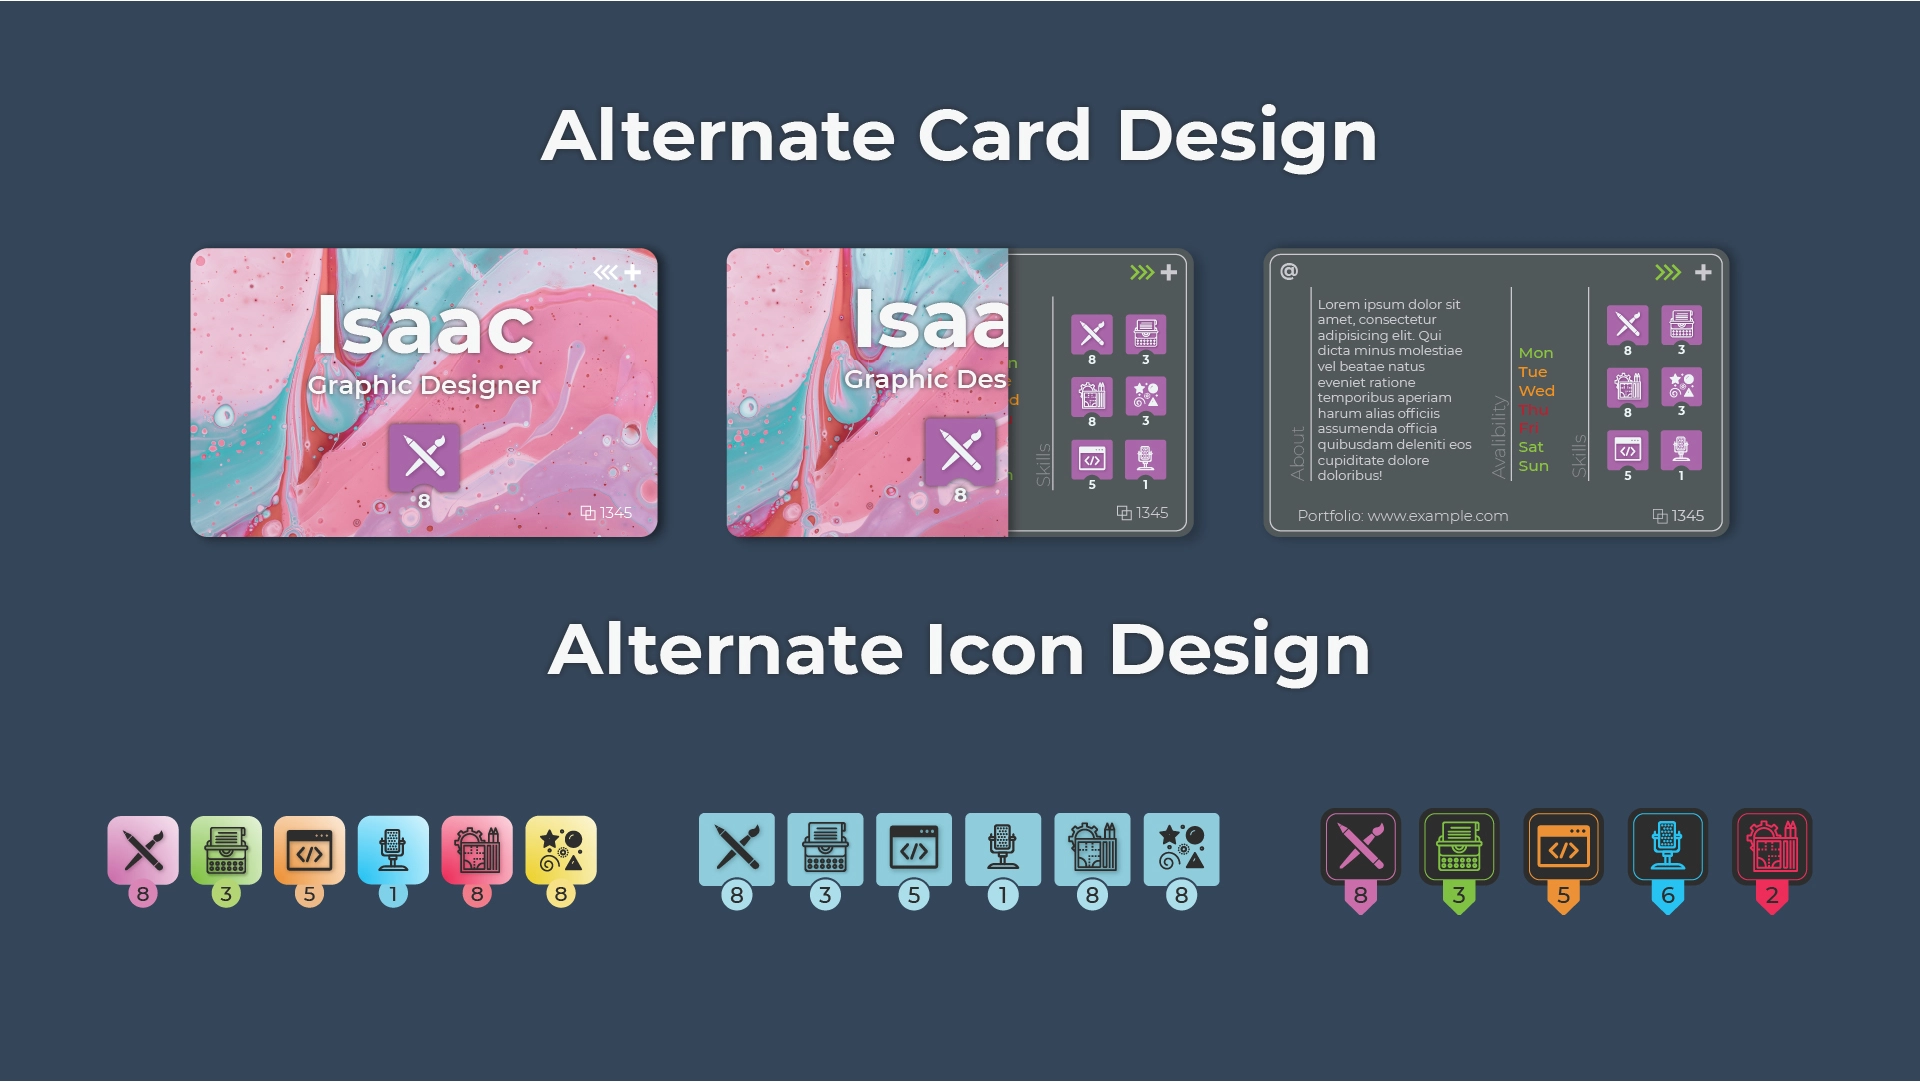 Alternate Card Design
Isaac
Graphic Designer
8
1345
Isaa
Graphic Des
8
n
e
d
n
Skills
8
3
8
3
5
1
1345
@
About
Lorem ipsum dolor sit
amet, consectetur
adipisicing elit. Qui
dicta minus molestiae
vel beatae natus
eveniet ratione
temporibus aperiam
harum alias officiis
assumenda officia
quibusdam deleniti eos
cupiditate dolore
doloribus!
Avalibility
Mon
Tue
Wed
Thu
Fri
Sat
Sun
Skills
8
3
8
3
5
1
Portfolio: www.example.com
1345
Alternate Icon Design
8 3 5 1 8 8
8 3 5 1 8 8
8 3 5 6 2